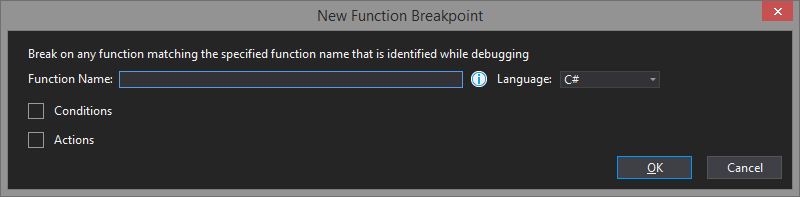 New Function Breakpoint
Break on any function matching the specified function name that is identified while debugging
Function Name: Language: C#
Conditions
Actions
OK Cancel